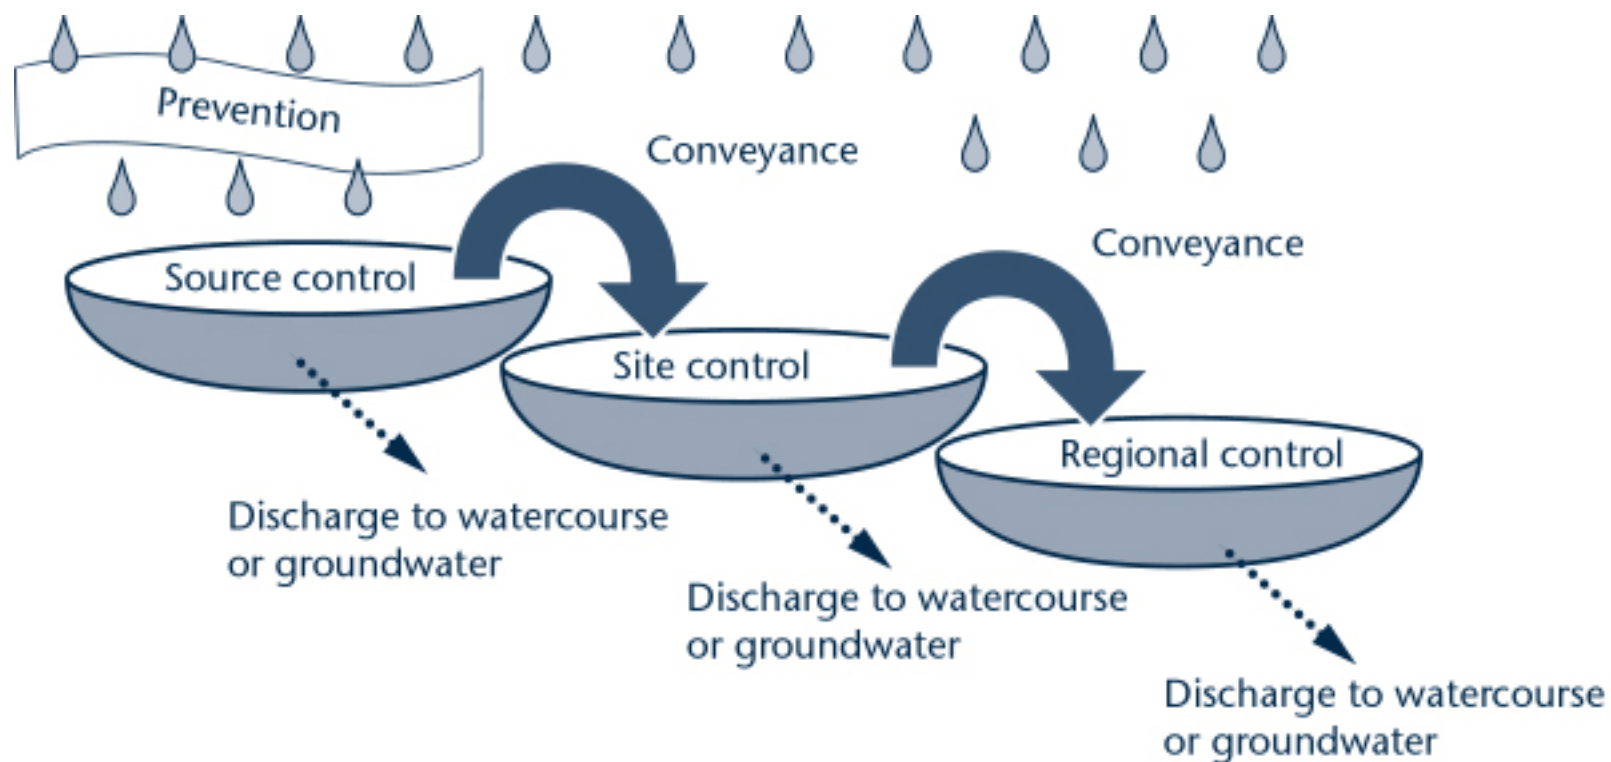 Prevention
Conveyance
Conveyance
Source control
Site control
Regional control
Discharge to watercourse
or groundwater
Discharge to watercourse
or groundwater
Discharge to watercourse
or groundwater